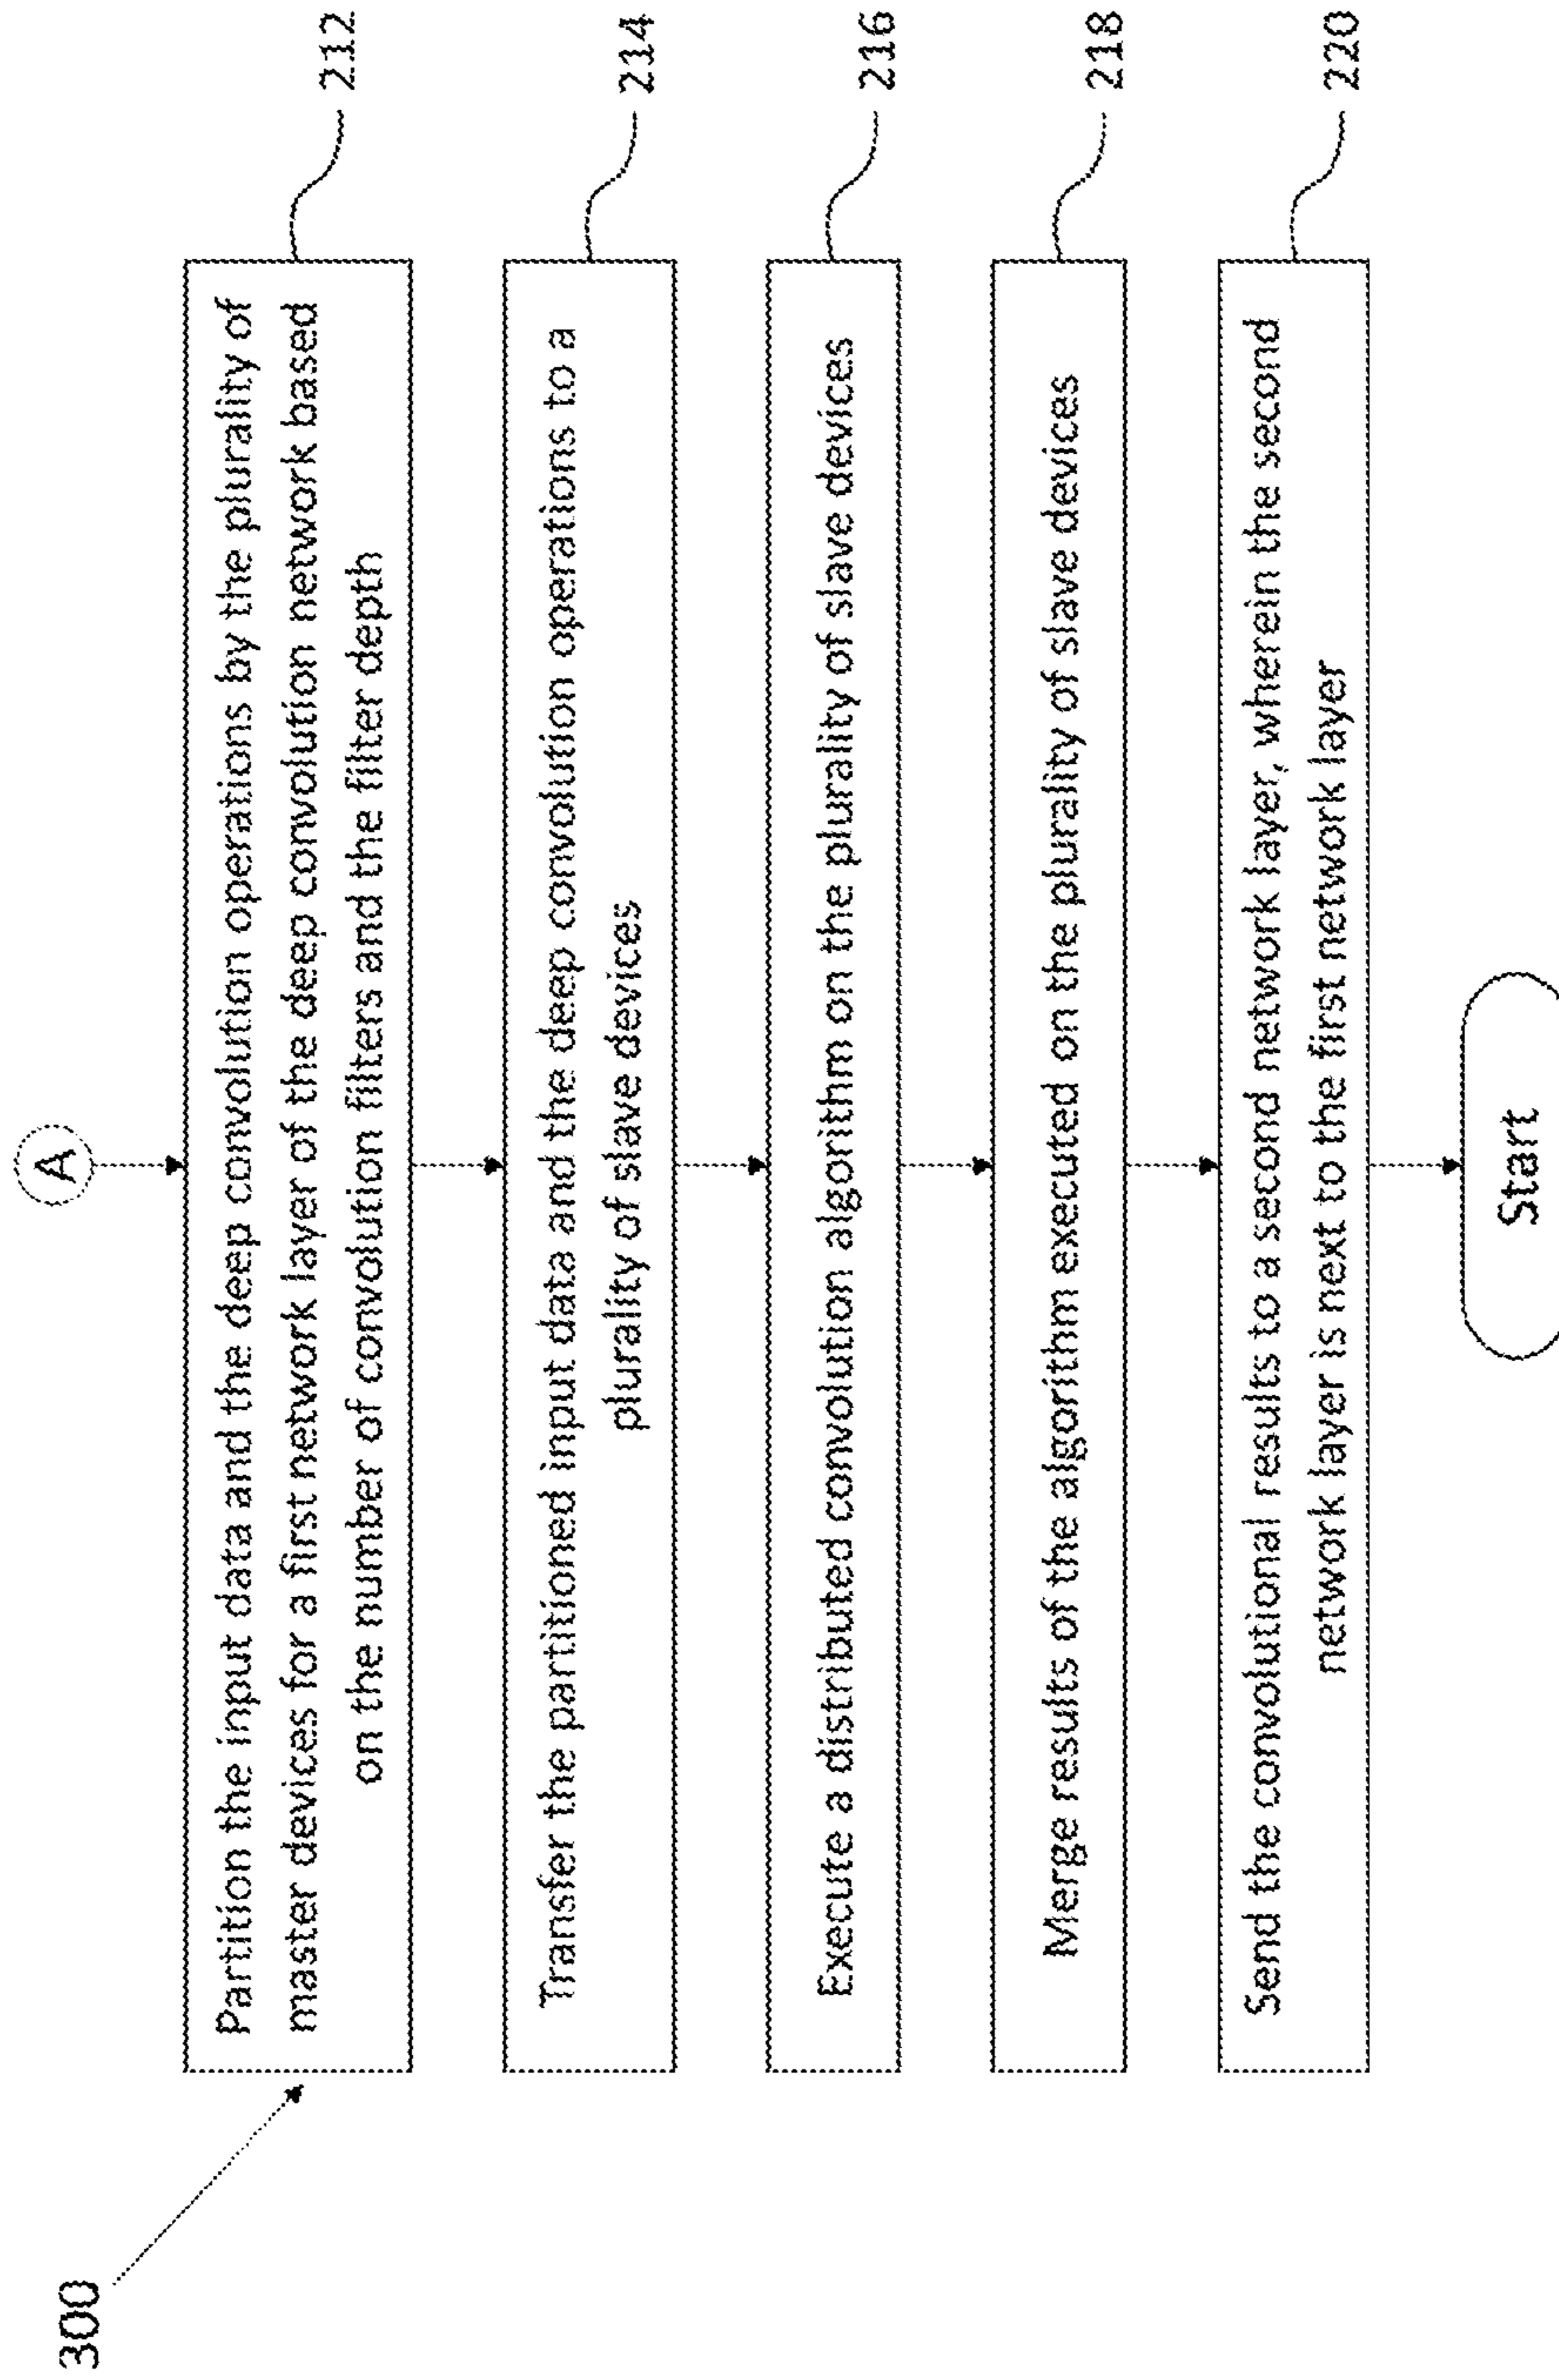 300
A
Partition the input data and the deep convolution operations by the plurality of
master devices for a first network layer of the deep convolution network based
on the number of convolution filters and the filter depth
212
Transfer the partitioned input data and the deep convolution operations to a
plurality of slave devices
214
Execute a distributed convolution algorithm on the plurality of slave devices
216
Merge results of the algorithm executed on the plurality of slave devices
218
Send the convolutional results to a second network layer, wherein the second
network layer is next to the first network layer
220
Start